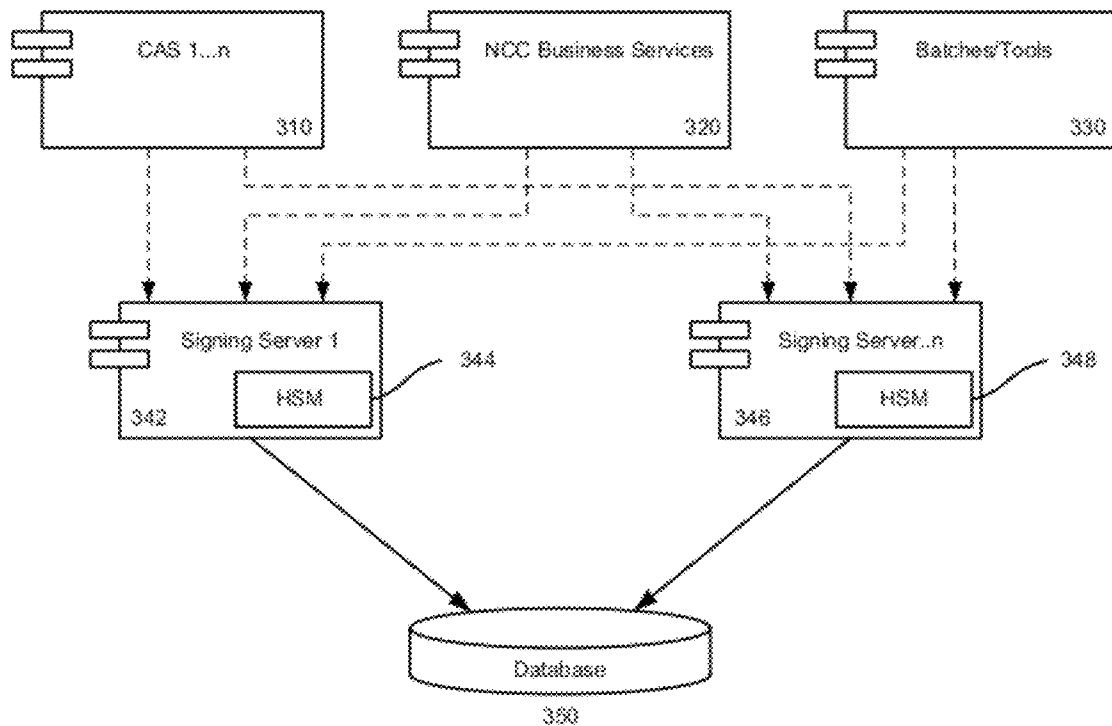 CAS 1...n
310
NCC Business Services
320
Batches/Tools
330
Signing Server 1
HSM
342
344
Signing Server..n
HSM
346
348
Database
350